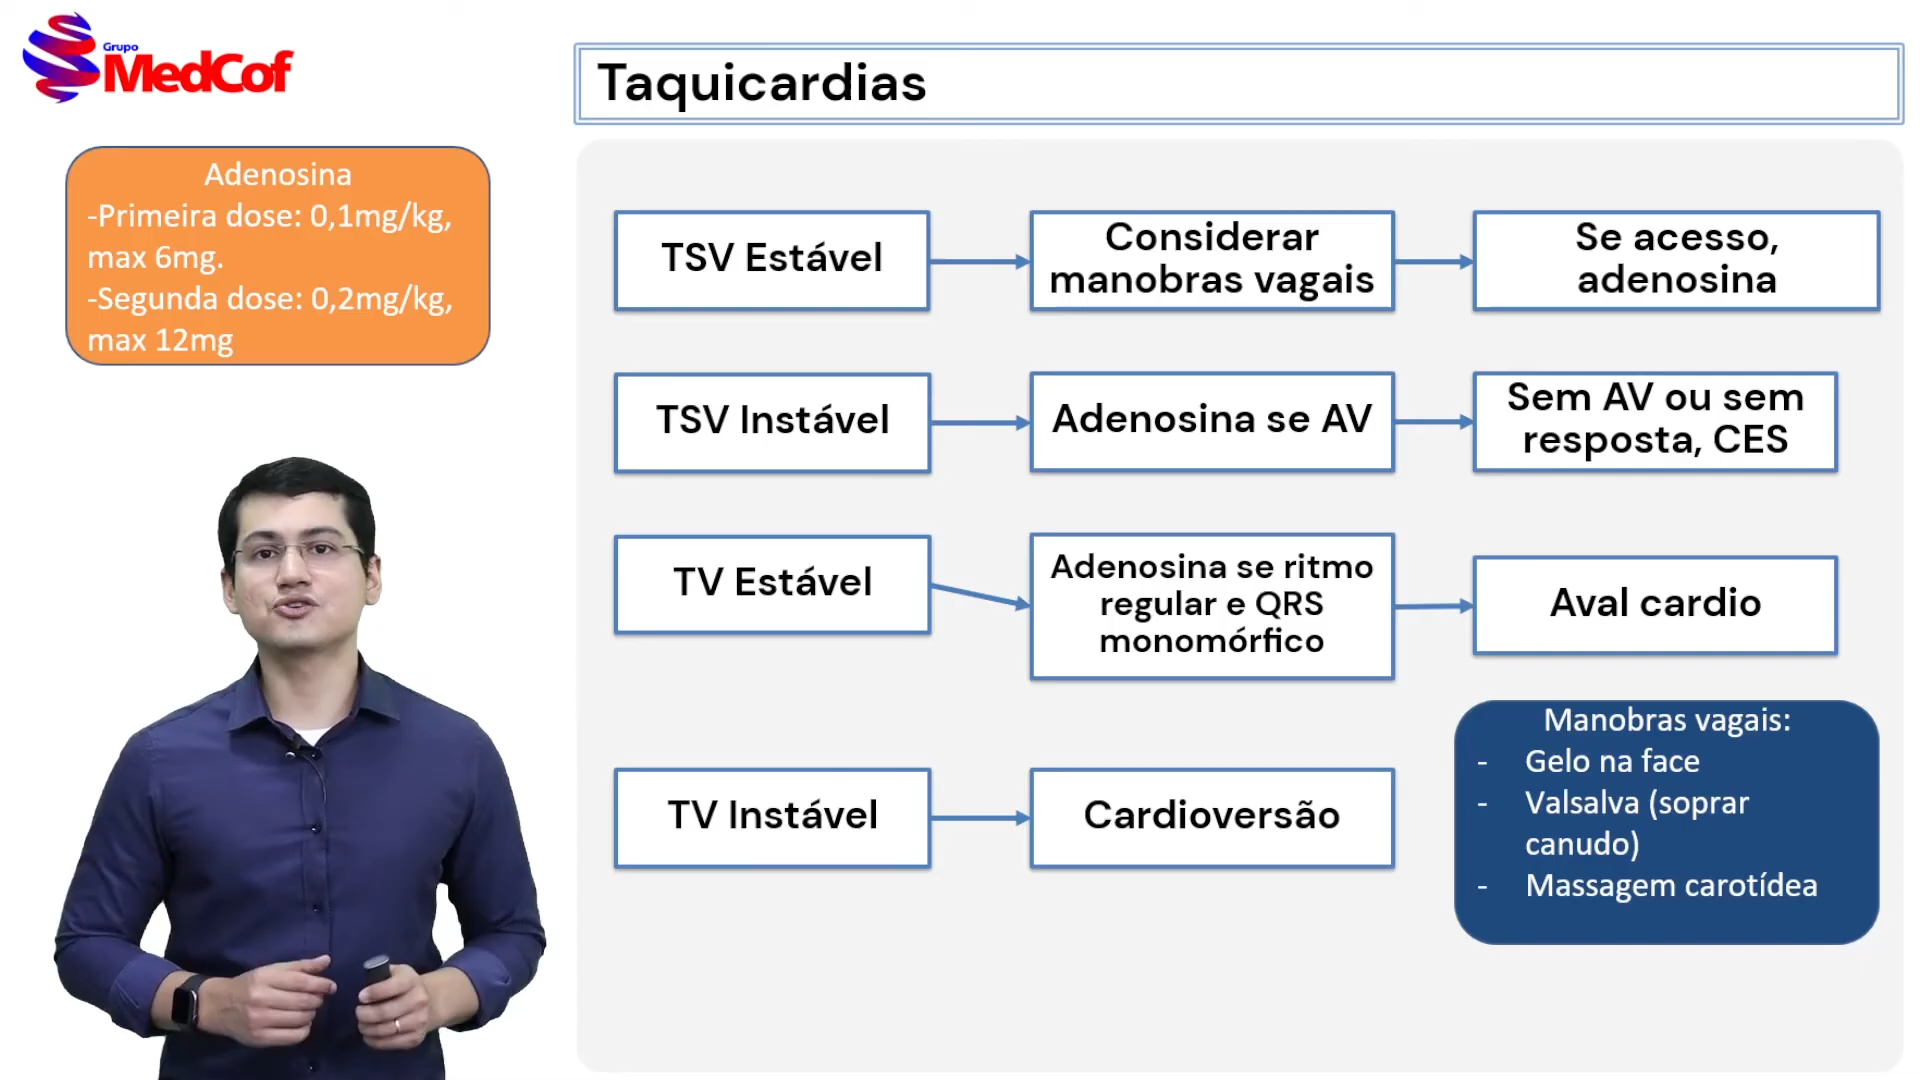 Grupo
MedCof
Taquicardias
Adenosina
-Primeira dose: 0,1mg/kg,
max 6mg.
-Segunda dose: 0,2mg/kg,
max 12mg
TSV Estável
Considerar
manobras vagais
Se acesso,
adenosina
TSV Instável
Adenosina se AV
Sem AV ou sem
resposta, CES
TV Estável
Adenosina se ritmo
regular e QRS
monomórfico
Aval cardio
TV Instável
Cardioversão
Manobras vagais:
- Gelo na face
- Valsalva (soprar
canudo)
- Massagem carotídea